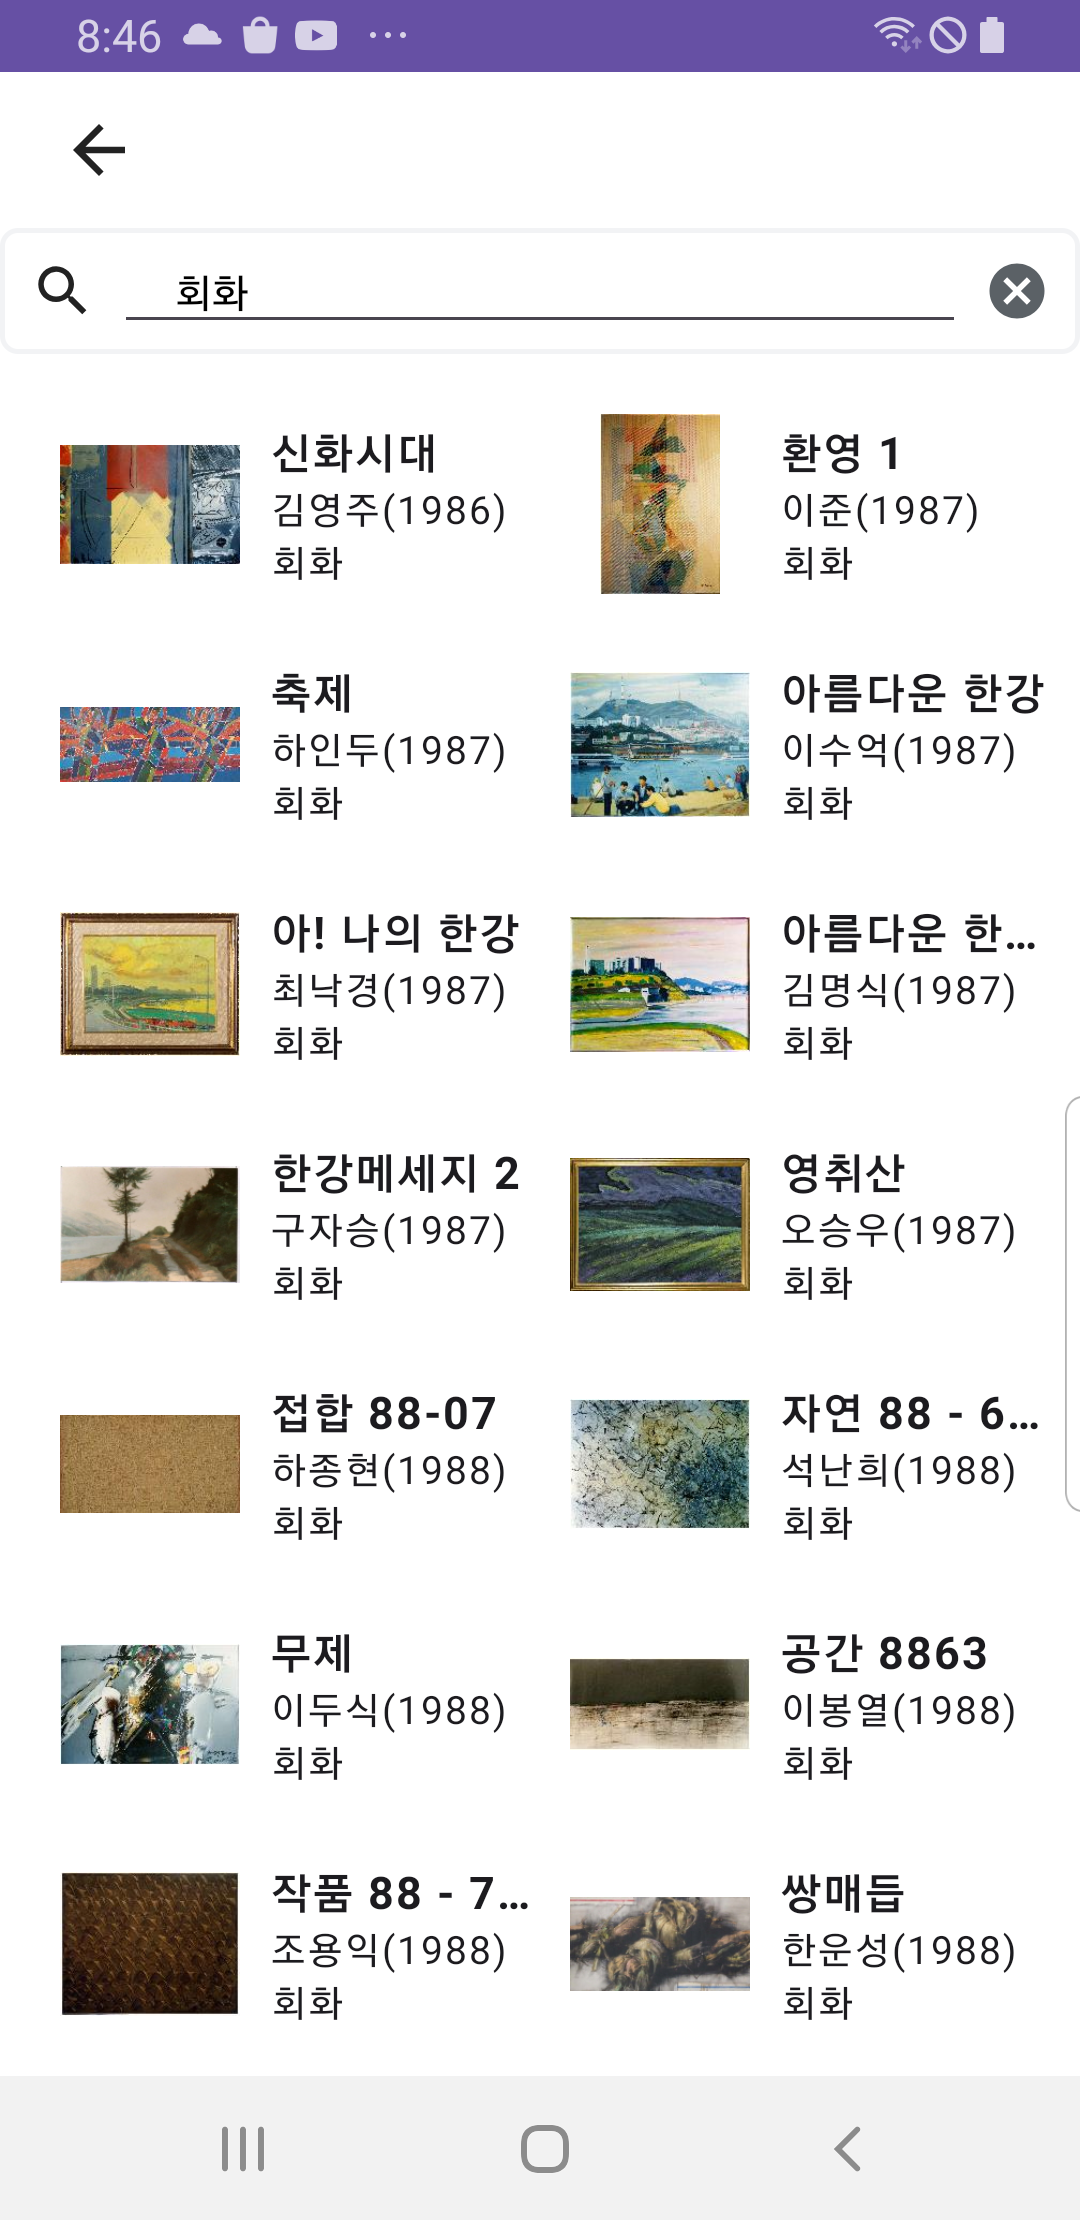 8:46
회화
신화시대
김영주(1986)
회화
환영 1
이준(1987)
회화
축제
하인두(1987)
회화
아름다운 한강
이수억(1987)
회화
아! 나의 한강
최낙경(1987)
회화
아름다운 한…
김명식(1987)
회화
한강메세지 2
구자승(1987)
회화
영취산
오승우(1987)
회화
접합 88-07
하종현(1988)
회화
자연 88 - 6…
석난희(1988)
회화
무제
이두식(1988)
회화
공간 8863
이봉열(1988)
회화
작품 88 - 7…
조용익(1988)
회화
쌍매듭
한운성(1988)
회화